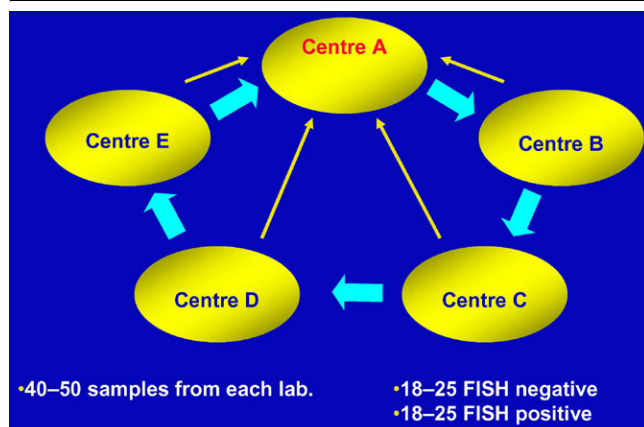 Centre A
Centre E
Centre B
Centre D
Centre C
•40–50 samples from each lab.
•18–25 FISH negative
•18–25 FISH positive